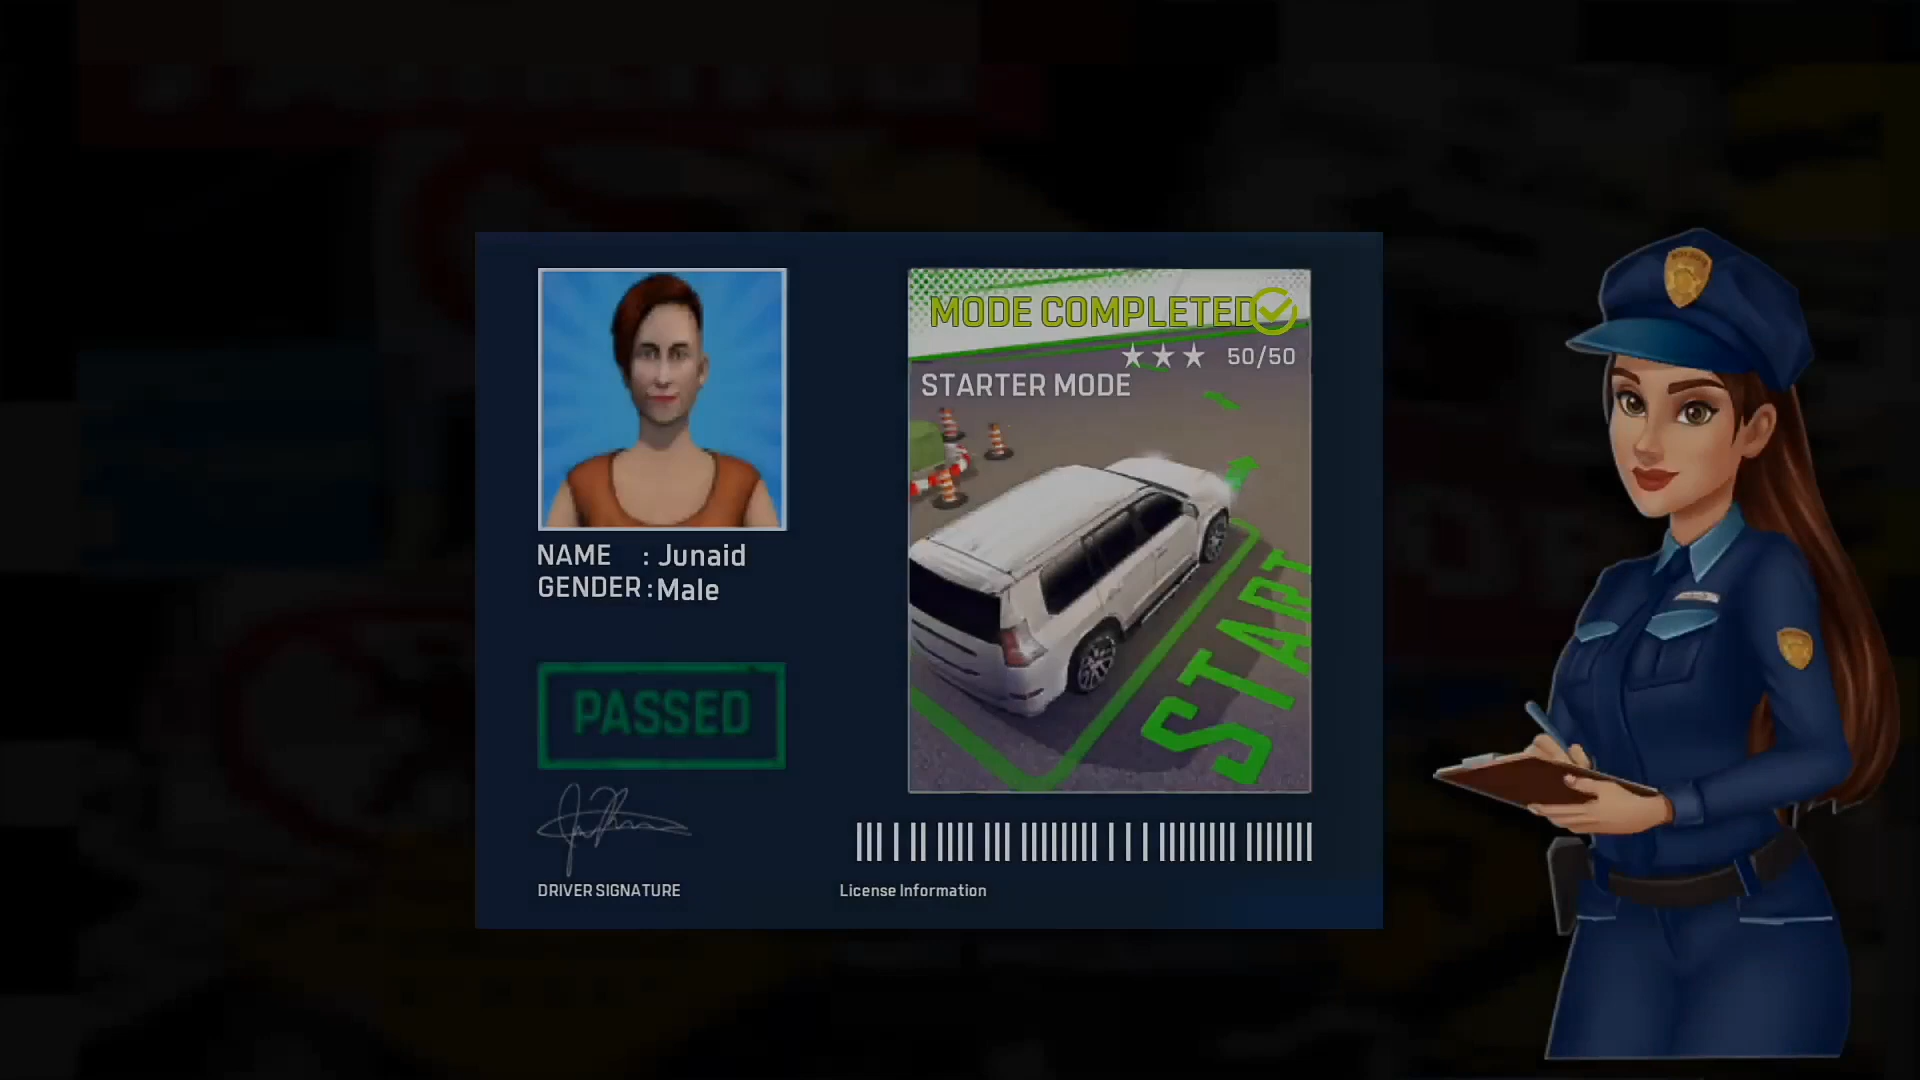 NAME : Junaid
GENDER : Male
PASSED
DRIVER SIGNATURE
MODE COMPLETED
50/50
STARTER MODE
START
License Information